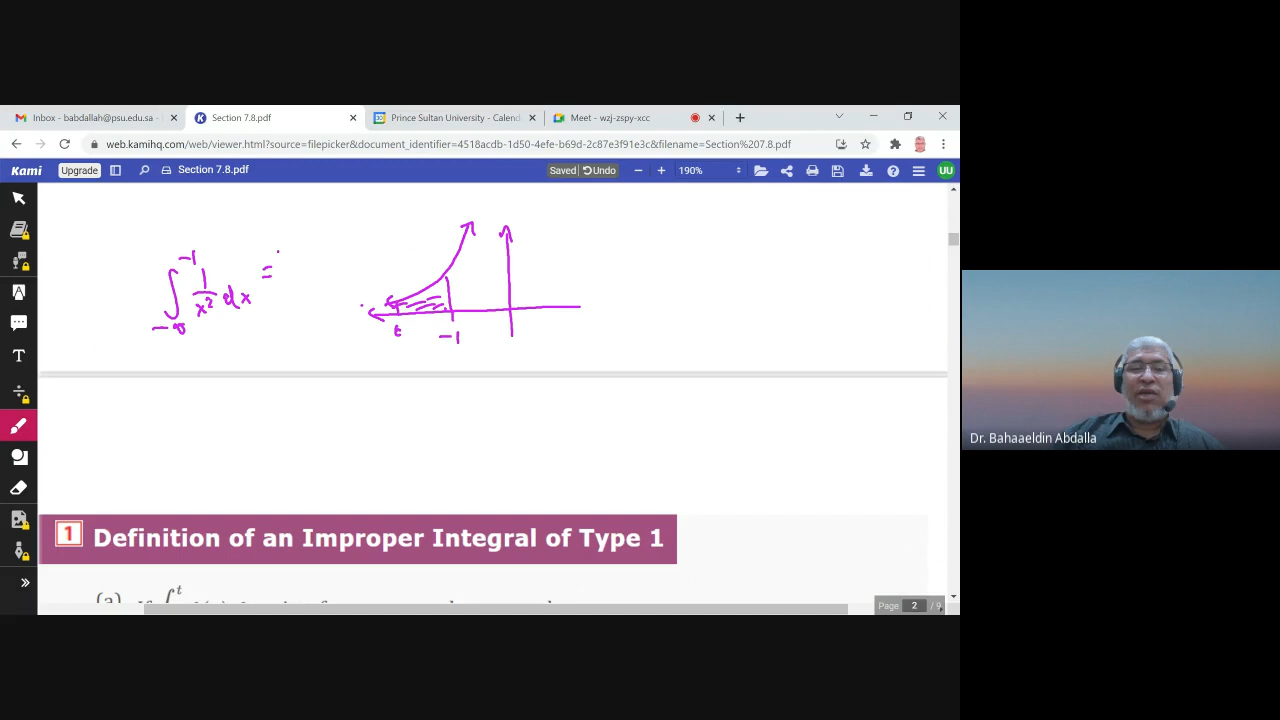 Inbox - babdallah@psu.edu.sa -
Section 7.8.pdf
Prince Sultan University - Calend
Meet - wzj-zspy-xcc
web.kamihq.com/web/viewer.html?source=filepicker&document_identifier=4518acdb-1d50-4efe-b69d-2c87e3f91e3c&filename=Section%207.8.pdf
Kami
Upgrade
Section 7.8.pdf
Saved
Undo
190%
UU
∫_{-∞}^{-1} 1/x² dx =
t
-1
Dr. Bahaaeldin Abdalla
1 Definition of an Improper Integral of Type 1
(a)
Page 2 / 9